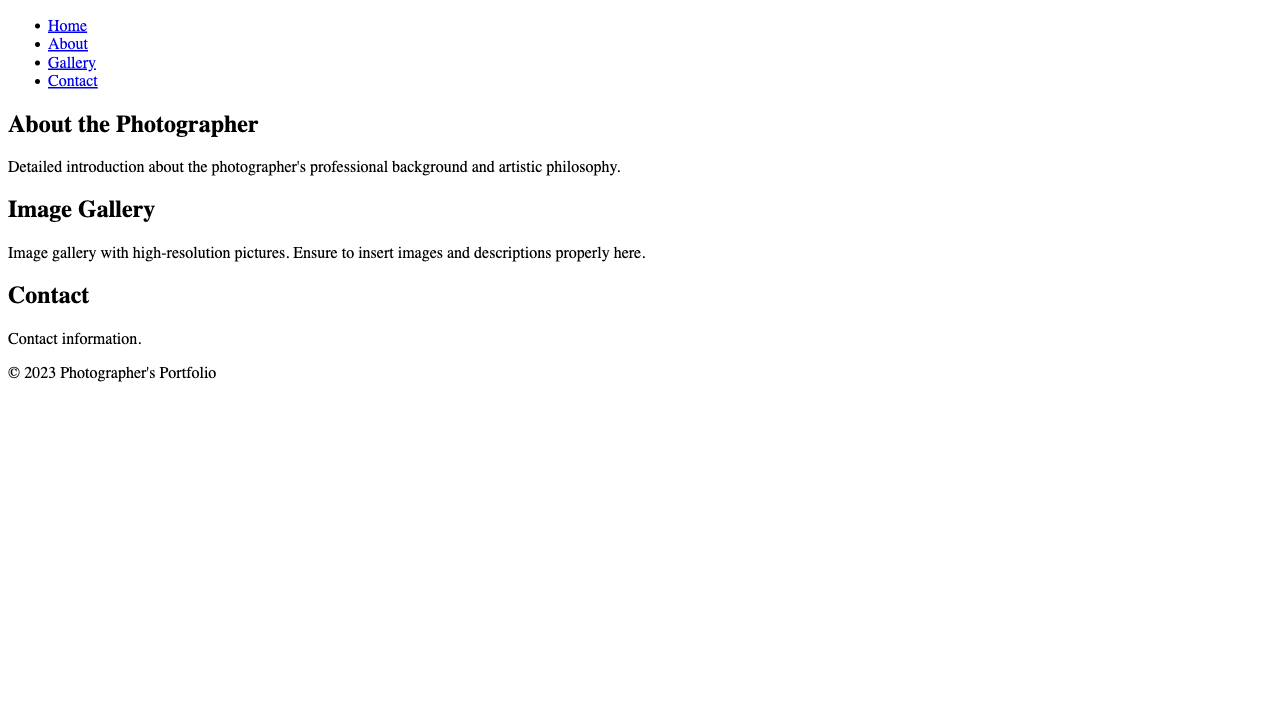 Home
About
Gallery
Contact
About the Photographer
Detailed introduction about the photographer's professional background and artistic philosophy.
Image Gallery
Image gallery with high-resolution pictures. Ensure to insert images and descriptions properly here.
Contact
Contact information.
© 2023 Photographer's Portfolio